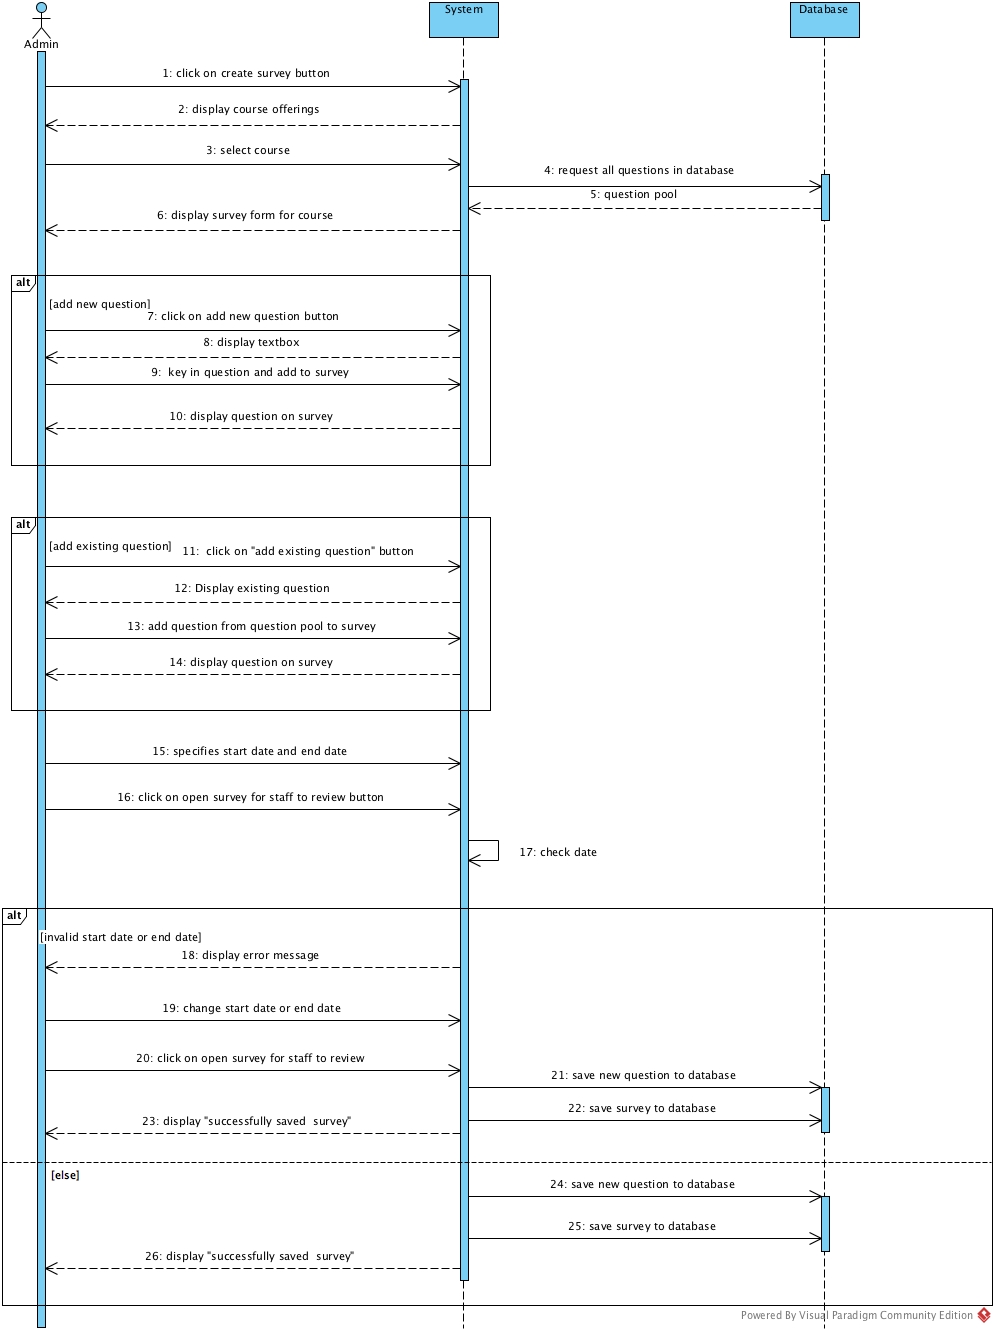 System
Database
Admin
1: click on create survey button
2: display course offerings
3: select course
4: request all questions in database
5: question pool
6: display survey form for course
alt
[add new question]
7: click on add new question button
8: display textbox
9:  key in question and add to survey
10: display question on survey
alt
[add existing question]
11:  click on "add existing question" button
12: Display existing question
13: add question from question pool to survey
14: display question on survey
15: specifies start date and end date
16: click on open survey for staff to review button
17: check date
alt
[invalid start date or end date]
18: display error message
19: change start date or end date
20: click on open survey for staff to review
21: save new question to database
22: save survey to database
23: display "successfully saved  survey"
[else]
24: save new question to database
25: save survey to database
26: display "successfully saved  survey"
Powered By Visual Paradigm Community Edition